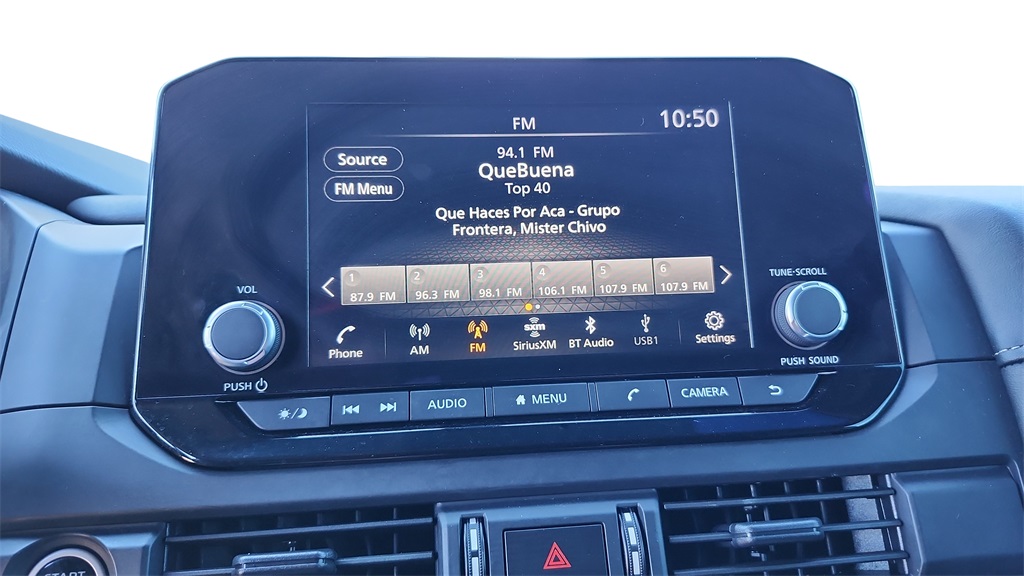 FM
10:50
Source
94.1 FM
QueBuena
FM Menu
Top 40
Que Haces Por Aca - Grupo
Frontera, Mister Chivo
1 2 3 4 5 6
87.9 FM 96.3 FM 98.1 FM 106.1 FM 107.9 FM 107.9 FM
VOL
TUNE·SCROLL
Phone
AM
FM
sxm
SiriusXM
BT Audio
USB1
Settings
PUSH
PUSH SOUND
AUDIO
MENU
CAMERA
START